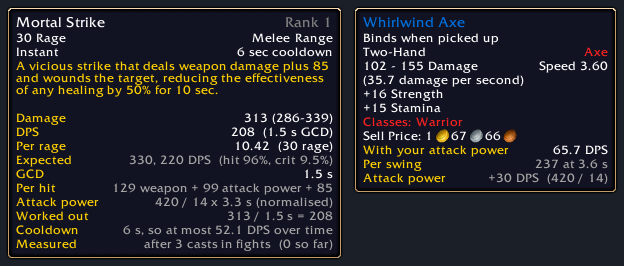 Mortal Strike Rank 1
30 Rage Melee Range
Instant 6 sec cooldown
A vicious strike that deals weapon damage plus 85
and wounds the target, reducing the effectiveness
of any healing by 50% for 10 sec.
Damage 313 (286-339)
DPS 208 (1.5 s GCD)
Per rage 10.42 (30 rage)
Expected 330, 220 DPS (hit 96%, crit 9.5%)
GCD 1.5 s
Per hit 129 weapon + 99 attack power + 85
Attack power 420 / 14 x 3.3 s (normalised)
Worked out 313 / 1.5 s = 208
Cooldown 6 s, so at most 52.1 DPS over time
Measured after 3 casts in fights (0 so far)
Whirlwind Axe
Binds when picked up
Two-Hand Axe
102 - 155 Damage Speed 3.60
(35.7 damage per second)
+16 Strength
+15 Stamina
Classes: Warrior
Sell Price: 1 67 66
With your attack power 65.7 DPS
Per swing 237 at 3.6 s
Attack power +30 DPS (420 / 14)